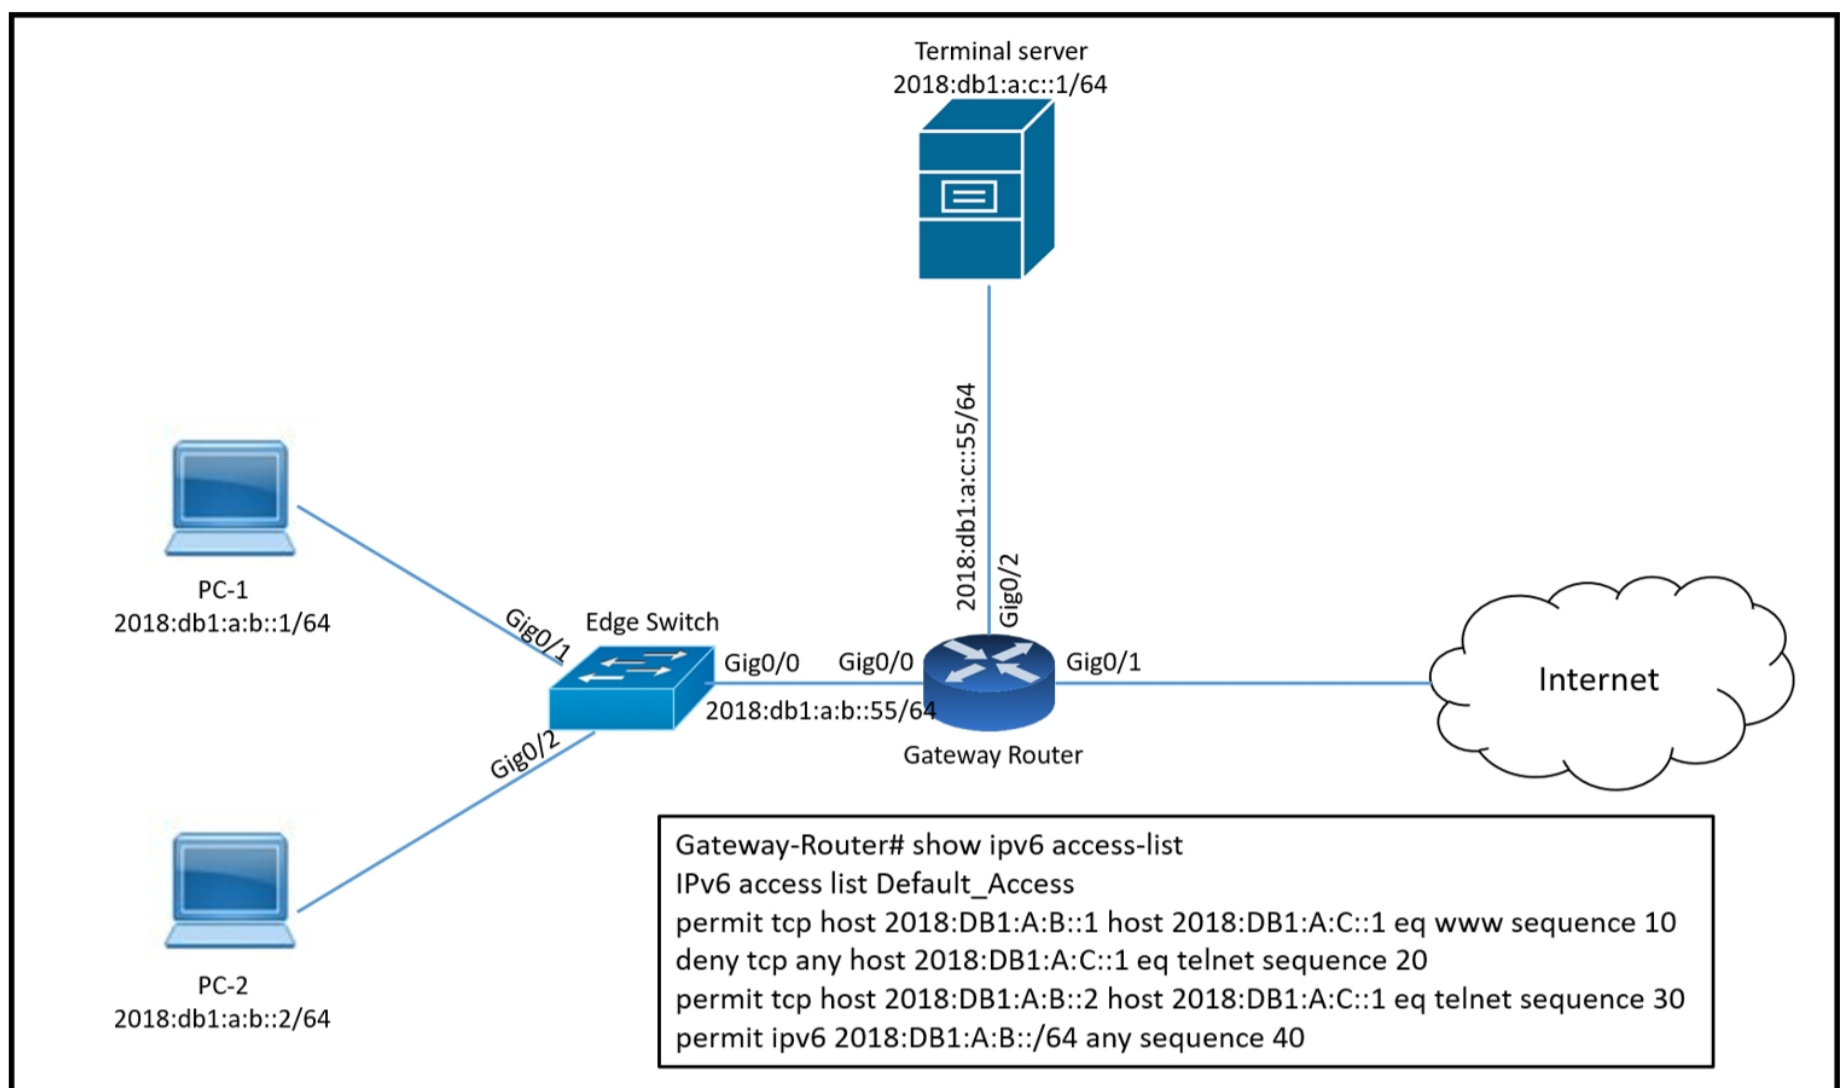 Terminal server
2018:db1:a:c::1/64
2018:db1:a:c::55/64
Gig0/2
PC-1
2018:db1:a:b::1/64
Gig0/1
Edge Switch
Gig0/0
Gig0/0
Gig0/1
2018:db1:a:b::55/64
Gateway Router
Internet
Gig0/2
PC-2
2018:db1:a:b::2/64
Gateway-Router# show ipv6 access-list
IPv6 access list Default_Access
permit tcp host 2018:DB1:A:B::1 host 2018:DB1:A:C::1 eq www sequence 10
deny tcp any host 2018:DB1:A:C::1 eq telnet sequence 20
permit tcp host 2018:DB1:A:B::2 host 2018:DB1:A:C::1 eq telnet sequence 30
permit ipv6 2018:DB1:A:B::/64 any sequence 40